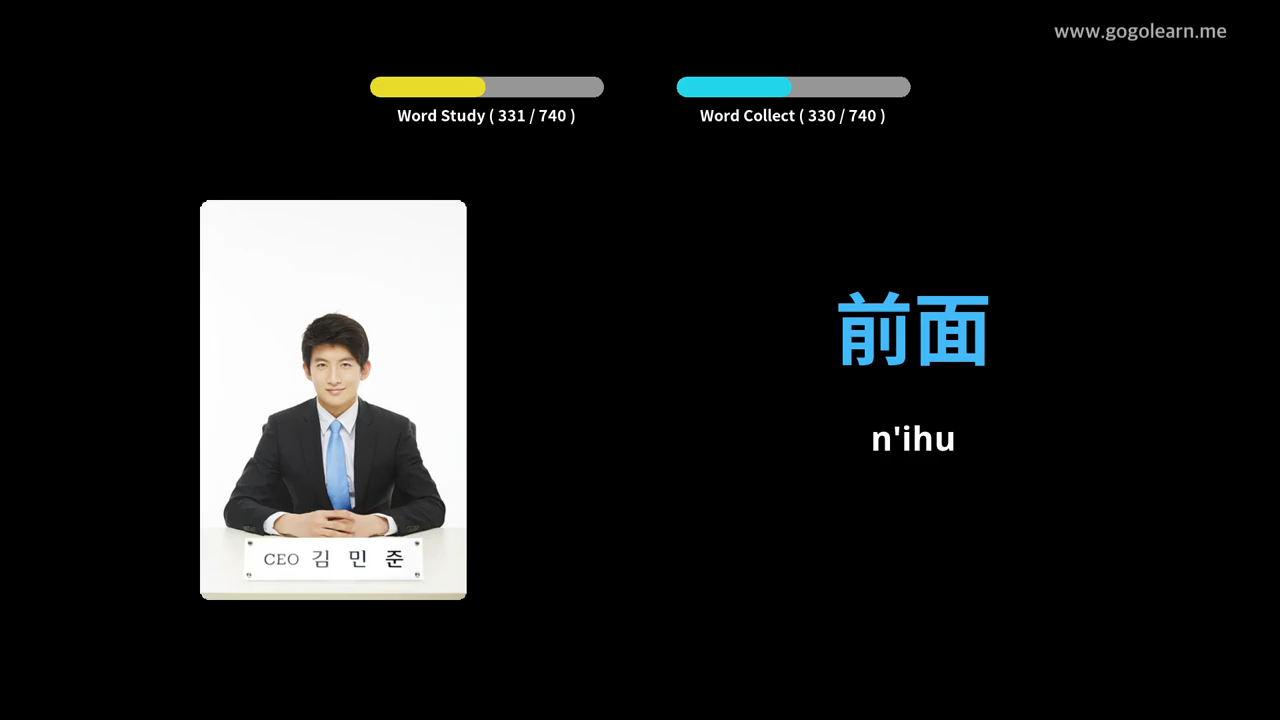 www.gogolearn.me
Word Study ( 331 / 740 )
Word Collect ( 330 / 740 )
前面
n'ihu
CEO 김 민 준